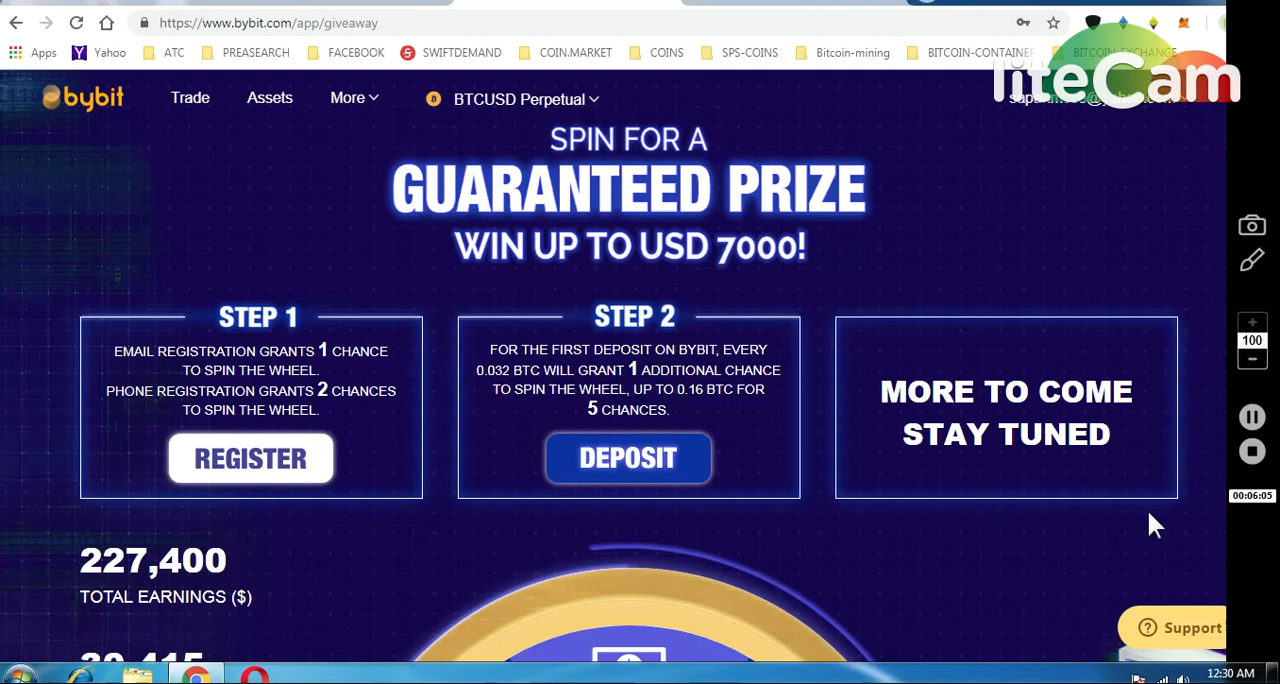 https://www.bybit.com/app/giveaway
Apps Yahoo ATC PREASEARCH FACEBOOK SWIFTDEMAND COIN.MARKET COINS SPS-COINS Bitcoin-mining BITCOIN-CONTAINER BITCOIN-EXCHANGE
liteCam
bybit Trade Assets More BTCUSD Perpetual
SPIN FOR A
GUARANTEED PRIZE
WIN UP TO USD 7000!
STEP 1
EMAIL REGISTRATION GRANTS 1 CHANCE
TO SPIN THE WHEEL.
PHONE REGISTRATION GRANTS 2 CHANCES
TO SPIN THE WHEEL.
REGISTER
STEP 2
FOR THE FIRST DEPOSIT ON BYBIT, EVERY
0.032 BTC WILL GRANT 1 ADDITIONAL CHANCE
TO SPIN THE WHEEL, UP TO 0.16 BTC FOR
5 CHANCES.
DEPOSIT
MORE TO COME
STAY TUNED
100
00:06:05
227,400
TOTAL EARNINGS ($)
Support
12:30 AM